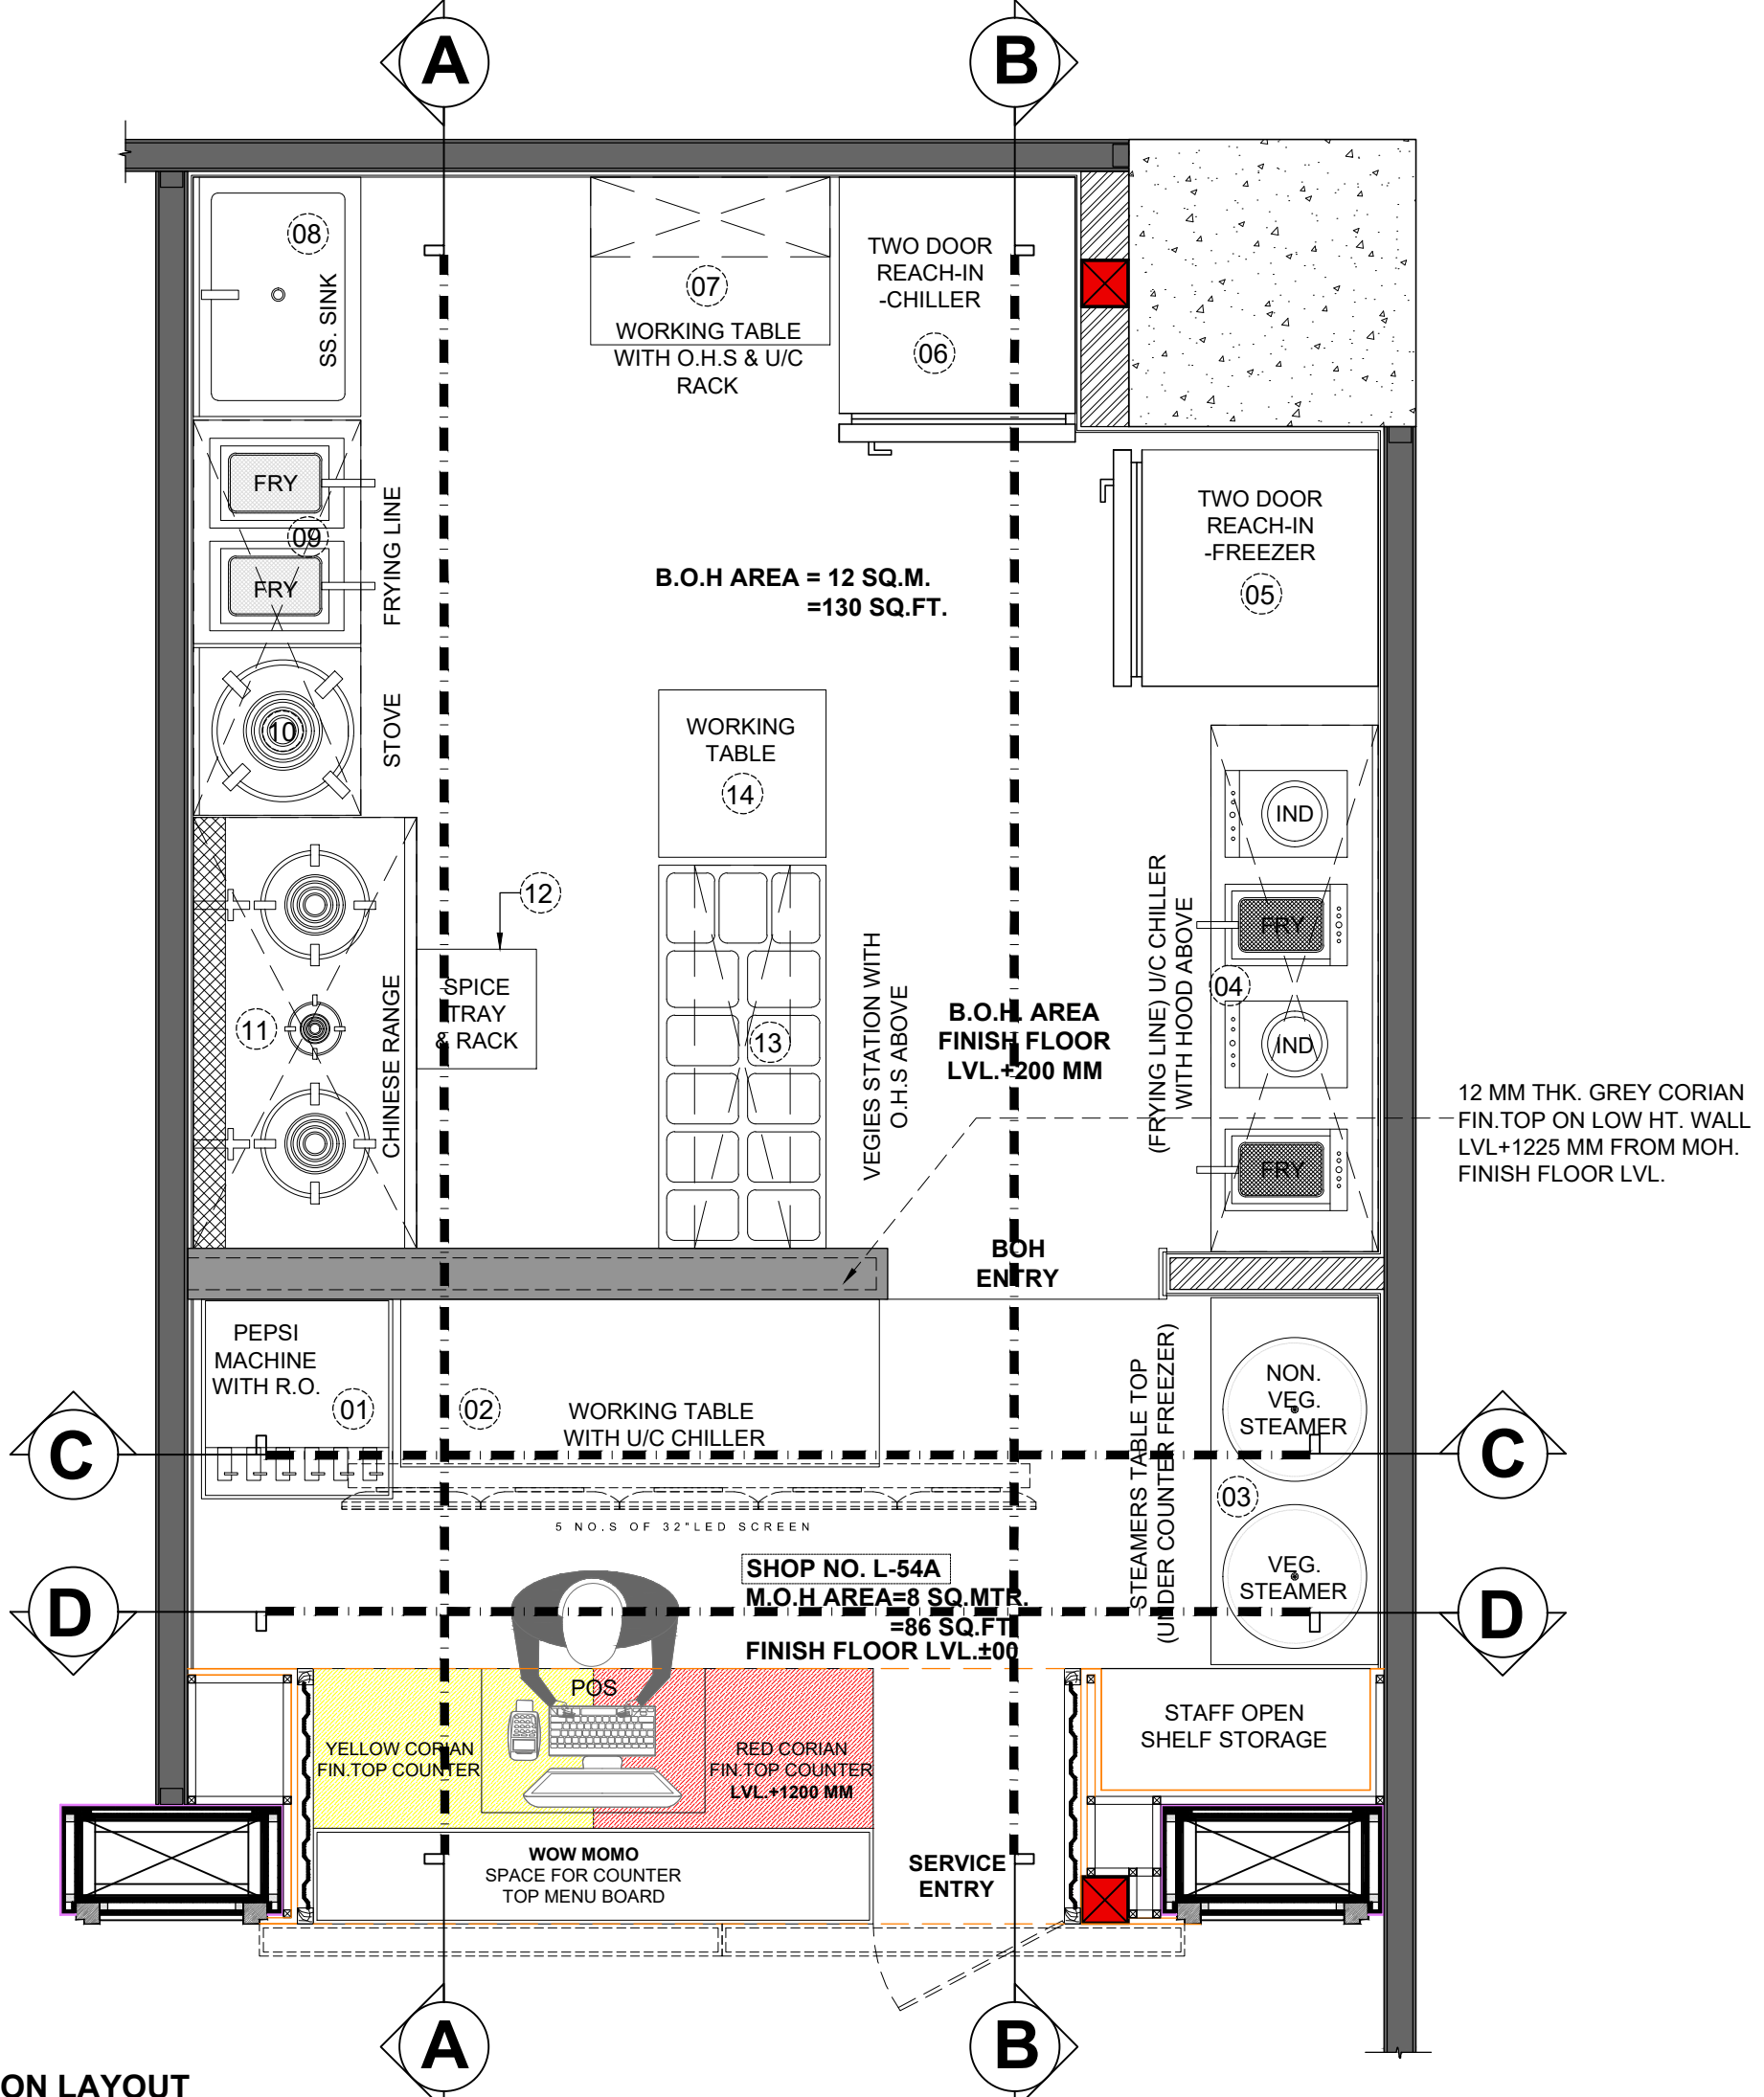 A
B
08
SS. SINK
07
WORKING TABLE
WITH O.H.S & U/C
RACK
TWO DOOR
REACH-IN
-CHILLER
06
FRY
09
FRY
FRYING LINE
TWO DOOR
REACH-IN
-FREEZER
05
B.O.H AREA = 12 SQ.M.
=130 SQ.FT.
10
STOVE
WORKING
TABLE
14
IND
FRY
04
IND
FRY
(FRYING LINE) U/C CHILLER
WITH HOOD ABOVE
12
SPICE
TRAY
& RACK
11
CHINESE RANGE
13
VEGIES STATION WITH
O.H.S ABOVE
B.O.H. AREA
FINISH FLOOR
LVL.+200 MM
12 MM THK. GREY CORIAN
FIN.TOP ON LOW HT. WALL
LVL+1225 MM FROM MOH.
FINISH FLOOR LVL.
BOH
ENTRY
PEPSI
MACHINE
WITH R.O.
01
02
WORKING TABLE
WITH U/C CHILLER
STEAMERS TABLE TOP
(UNDER COUNTER FREEZER)
NON.
VEG.
STEAMER
03
VEG.
STEAMER
C
C
5 NO.S OF 32"LED SCREEN
SHOP NO. L-54A
M.O.H AREA=8 SQ.MTR.
=86 SQ.FT.
FINISH FLOOR LVL.±00
D
D
POS
YELLOW CORIAN
FIN.TOP COUNTER
RED CORIAN
FIN.TOP COUNTER
LVL.+1200 MM
STAFF OPEN
SHELF STORAGE
WOW MOMO
SPACE FOR COUNTER
TOP MENU BOARD
SERVICE
ENTRY
A
B
ON LAYOUT